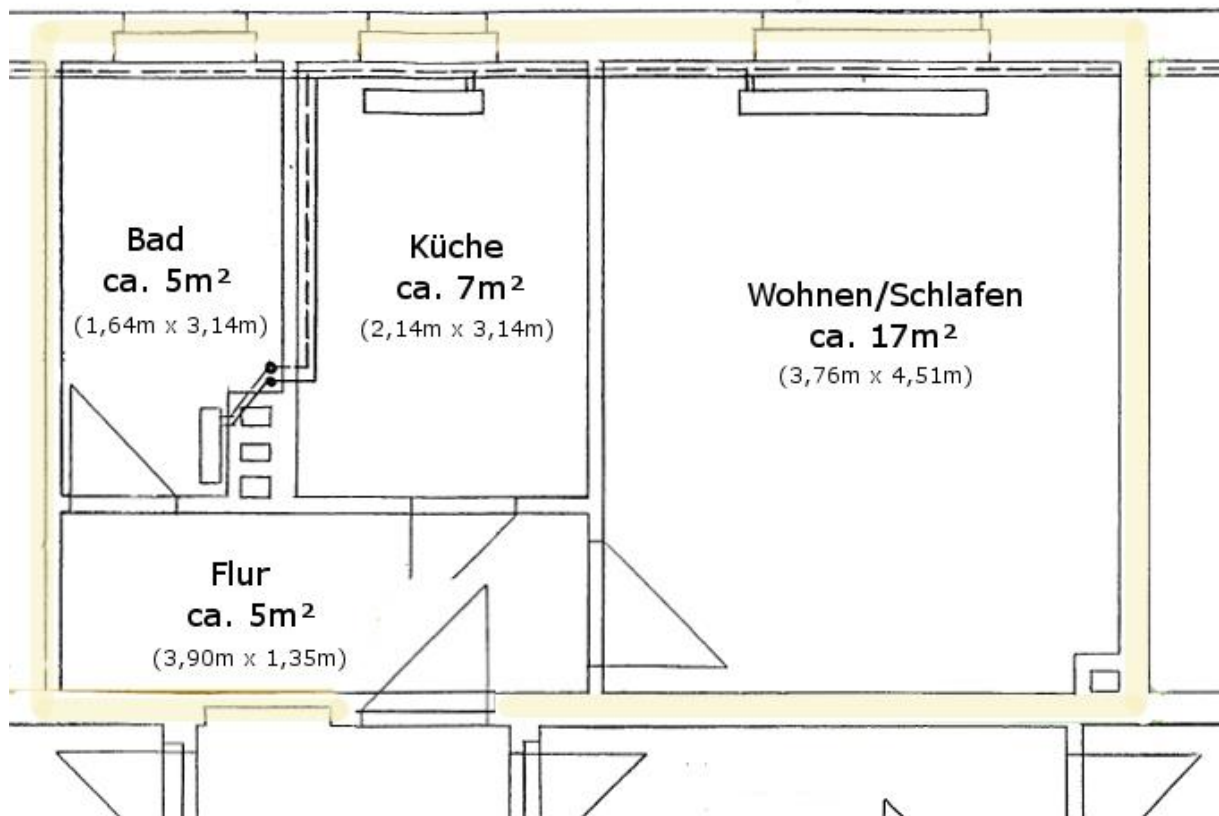 Bad
ca. 5m²
(1,64m x 3,14m)
Küche
ca. 7m²
(2,14m x 3,14m)
Wohnen/Schlafen
ca. 17m²
(3,76m x 4,51m)
Flur
ca. 5m²
(3,90m x 1,35m)